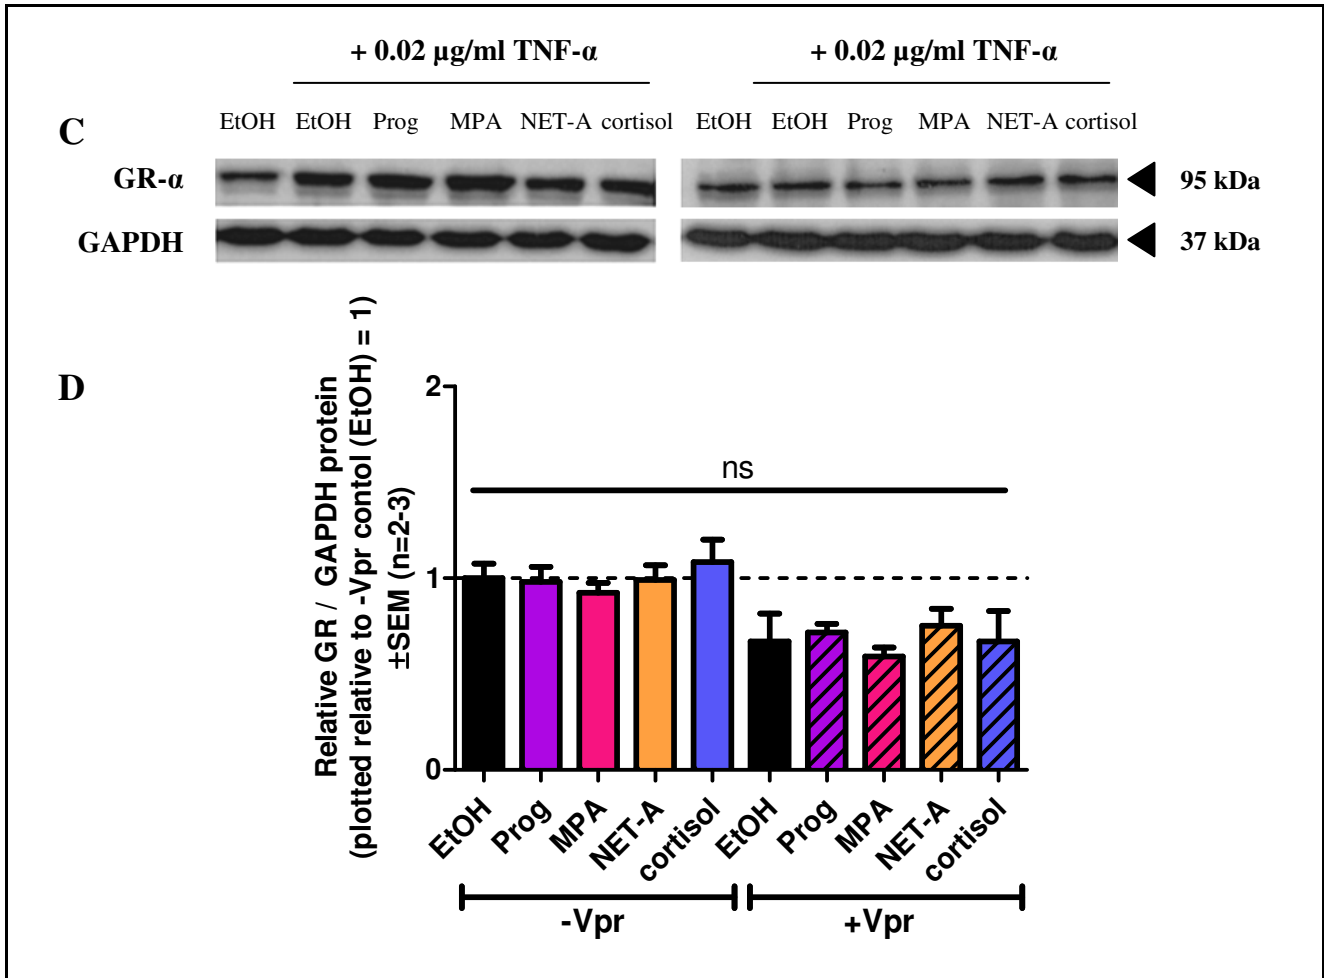 + 0.02 µg/ml TNF-α + 0.02 µg/ml TNF-α
C
EtOH EtOH Prog MPA NET-A cortisol EtOH EtOH Prog MPA NET-A cortisol
GR-α 95 kDa
GAPDH 37 kDa
D
Relative GR / GAPDH protein
(plotted relative to -Vpr contol (EtOH) = 1)
±SEM (n=2-3)
2
ns
1
0
EtOH Prog MPA NET-A cortisol EtOH Prog MPA NET-A cortisol
-Vpr +Vpr